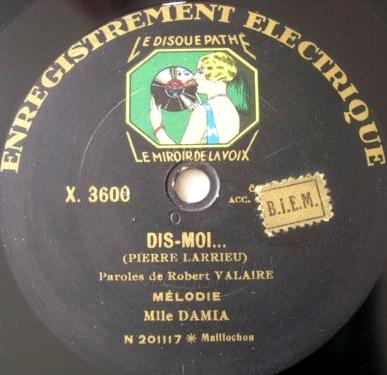 ENREGISTREMENT ELECTRIQUE
LE DISQUE PATHÉ
LE MIROIR DE LA VOIX
X. 3600
ACC.
B.I.E.M.
DIS-MOI...
(PIERRE LARRIEU)
Paroles de Robert VALAIRE
MÉLODIE
Mlle DAMIA
N 201117 * Maillochon